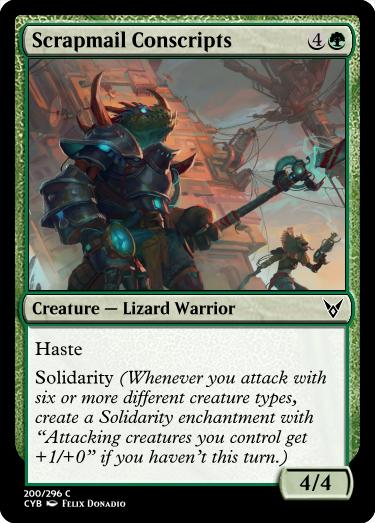 Scrapmail Conscripts 4
Creature — Lizard Warrior
Haste
Solidarity (Whenever you attack with
six or more different creature types,
create a Solidarity enchantment with
“Attacking creatures you control get
+1/+0” if you haven’t this turn.)
4/4
200/296 C
CYB Felix Donadio